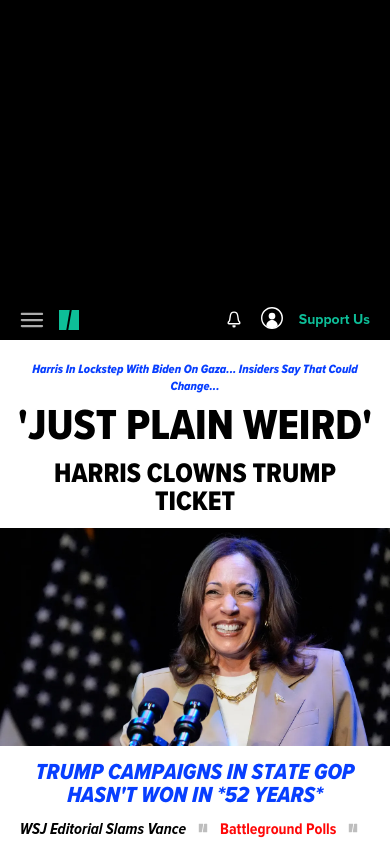 Support Us
Harris In Lockstep With Biden On Gaza... Insiders Say That Could
Change...
'JUST PLAIN WEIRD'
HARRIS CLOWNS TRUMP
TICKET
TRUMP CAMPAIGNS IN STATE GOP
HASN'T WON IN *52 YEARS*
WSJ Editorial Slams Vance Battleground Polls